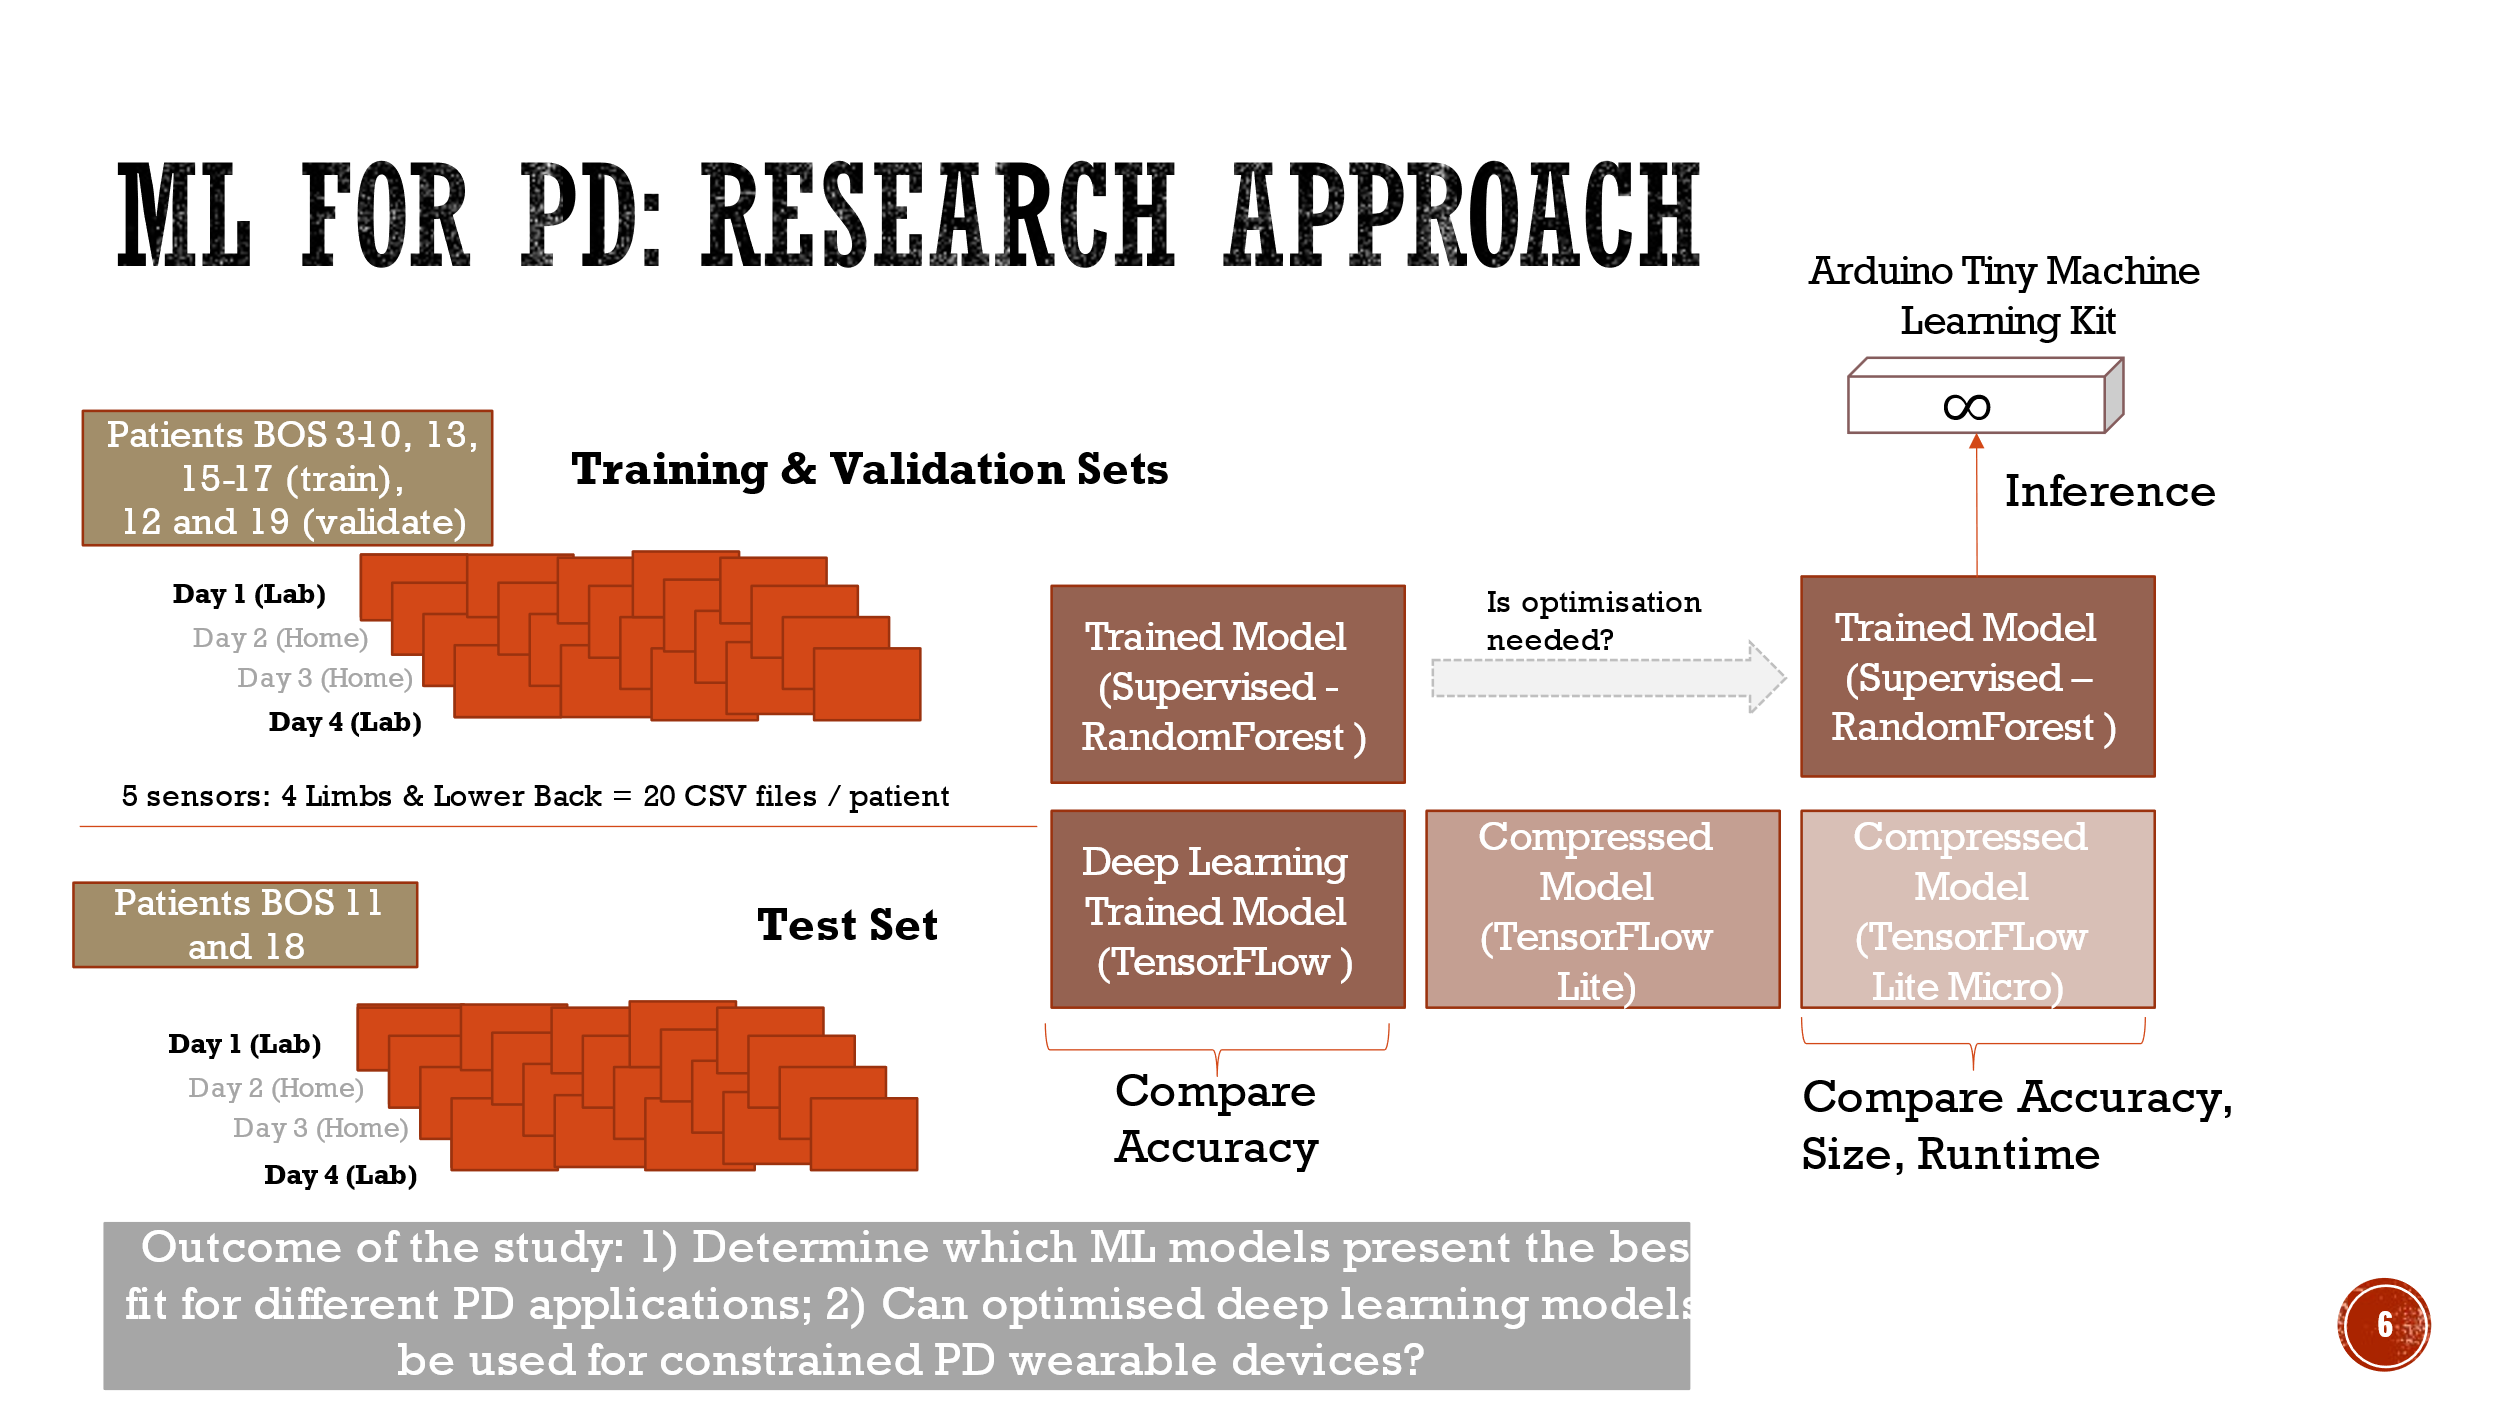 ML FOR PD: RESEARCH APPROACH
Arduino Tiny Machine
Learning Kit
∞
Inference
Patients BOS 3-10, 13,
15-17 (train),
12 and 19 (validate)
Training & Validation Sets
Day 1 (Lab)
Day 2 (Home)
Day 3 (Home)
Day 4 (Lab)
5 sensors: 4 Limbs & Lower Back = 20 CSV files / patient
Trained Model
(Supervised -
RandomForest )
Is optimisation
needed?
Trained Model
(Supervised –
RandomForest )
Patients BOS 11
and 18
Test Set
Day 1 (Lab)
Day 2 (Home)
Day 3 (Home)
Day 4 (Lab)
Deep Learning
Trained Model
(TensorFLow )
Compressed
Model
(TensorFLow
Lite)
Compressed
Model
(TensorFLow
Lite Micro)
Compare
Accuracy
Compare Accuracy,
Size, Runtime
Outcome of the study: 1) Determine which ML models present the bes
fit for different PD applications; 2) Can optimised deep learning models
be used for constrained PD wearable devices?
6